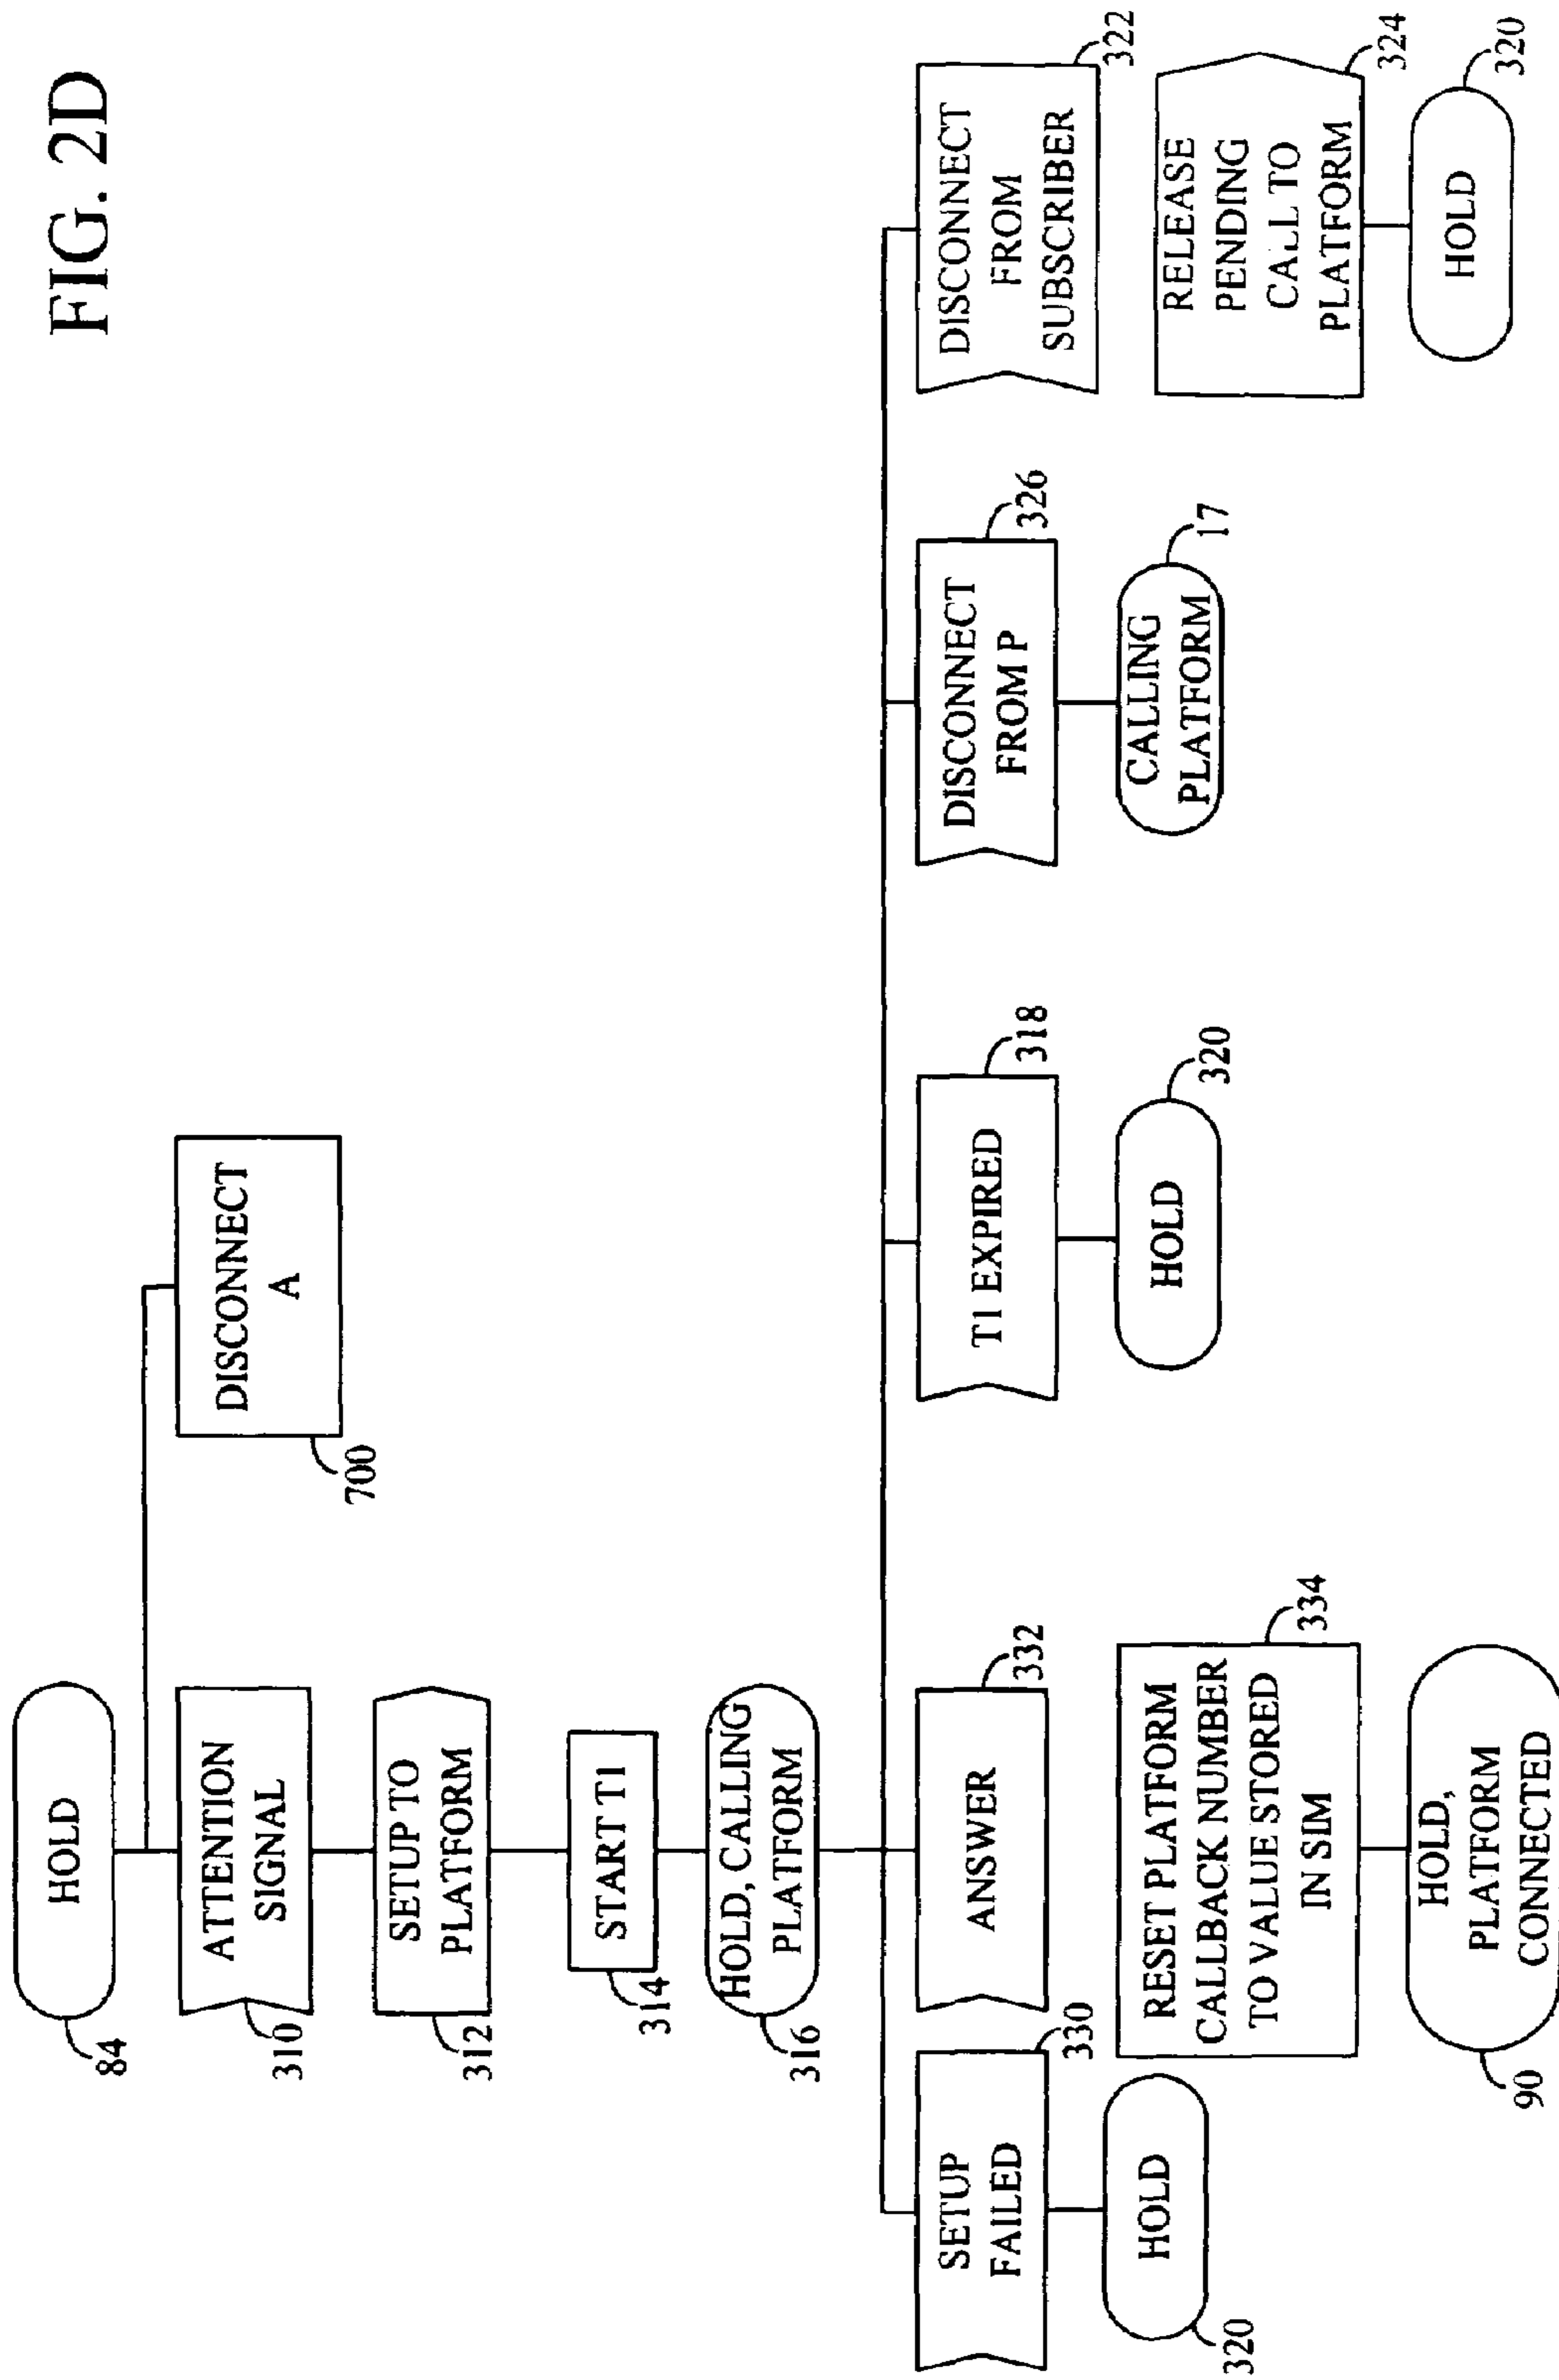 FIG. 2D
HOLD
84
ATTENTION
SIGNAL
310
DISCONNECT
A
700
SETUP TO
PLATFORM
312
START T1
314
HOLD, CALLING
PLATFORM
316
SETUP
FAILED
330
HOLD
320
ANSWER
332
RESET PLATFORM
CALLBACK NUMBER
TO VALUE STORED
IN SIM
334
HOLD,
PLATFORM
CONNECTED
90
T1 EXPIRED
318
HOLD
320
DISCONNECT
FROM P
326
CALLING
PLATFORM
17
DISCONNECT
FROM
SUBSCRIBER
322
RELEASE
PENDING
CALL TO
PLATFORM
324
HOLD
320